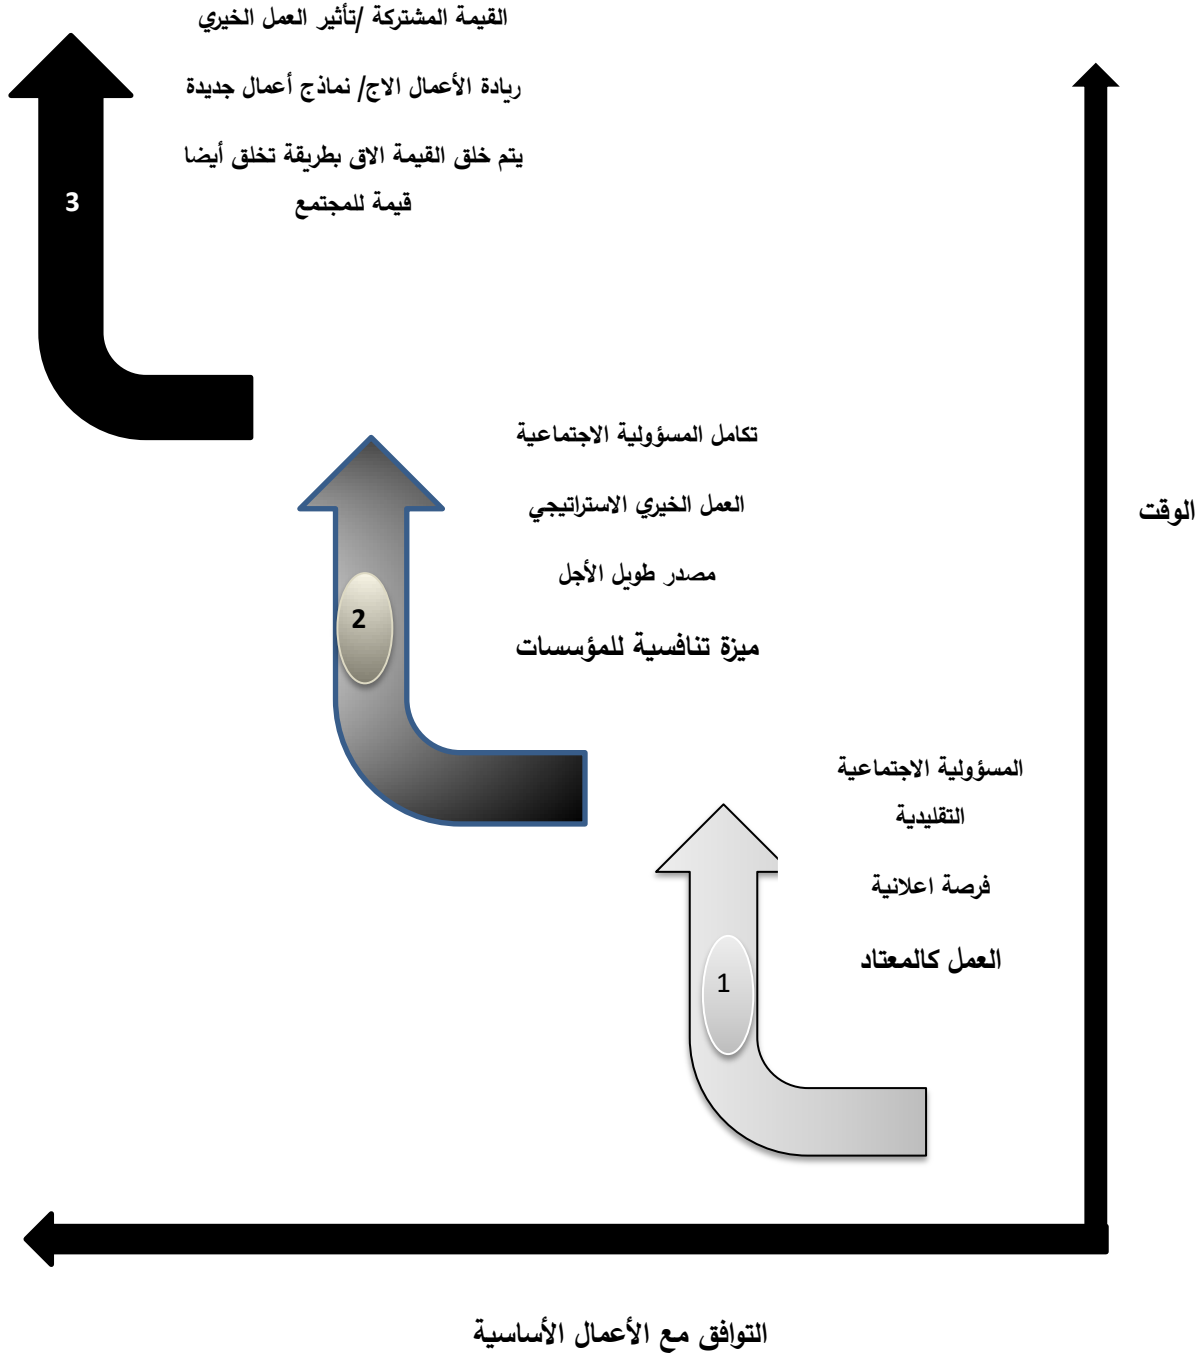 القيمة المشتركة /تأثير العمل الخيري
ريادة الأعمال الاج/ نماذج أعمال جديدة
يتم خلق القيمة الاق بطريقة تخلق أيضا
قيمة للمجتمع
3
تكامل المسؤولية الاجتماعية
العمل الخيري الاستراتيجي
مصدر طويل الأجل
ميزة تنافسية للمؤسسات
2
الوقت
المسؤولية الاجتماعية
التقليدية
فرصة اعلانية
العمل كالمعتاد
1
التوافق مع الأعمال الأساسية